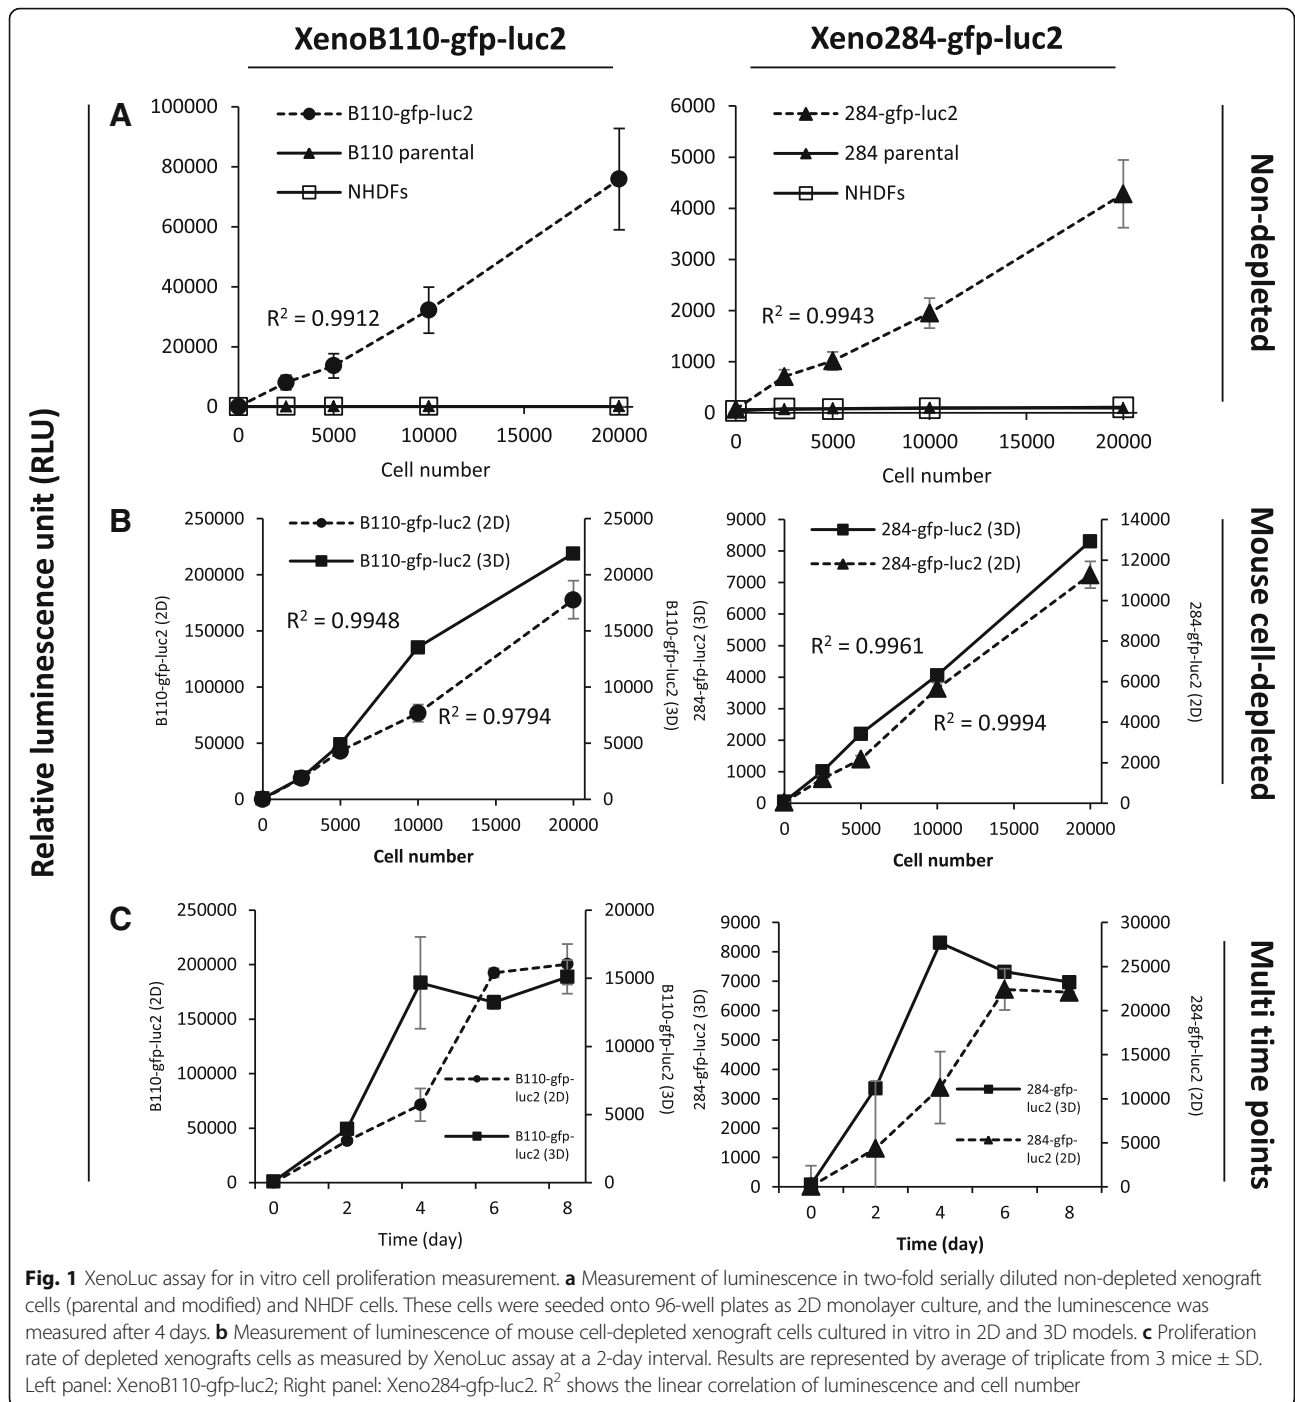 XenoB110-gfp-luc2
Xeno284-gfp-luc2
Relative luminescence unit (RLU)
A
100000
80000
60000
40000
20000
0
B110-gfp-luc2
B110 parental
NHDFs
R² = 0.9912
0
5000
10000
15000
20000
Cell number
6000
5000
4000
3000
2000
1000
0
284-gfp-luc2
284 parental
NHDFs
R² = 0.9943
0
5000
10000
15000
20000
Cell number
Non-depleted
B
B110-gfp-luc2 (2D)
250000
200000
150000
100000
50000
0
B110-gfp-luc2 (2D)
B110-gfp-luc2 (3D)
R² = 0.9948
R² = 0.9794
25000
20000
15000
10000
5000
0
B110-gfp-luc2 (3D)
0
5000
10000
15000
20000
Cell number
284-gfp-luc2 (3D)
9000
8000
7000
6000
5000
4000
3000
2000
1000
0
284-gfp-luc2 (3D)
284-gfp-luc2 (2D)
R² = 0.9961
R² = 0.9994
14000
12000
10000
8000
6000
4000
2000
0
284-gfp-luc2 (2D)
0
5000
10000
15000
20000
Cell number
Mouse cell-depleted
C
B110-gfp-luc2 (2D)
250000
200000
150000
100000
50000
0
B110-gfp-
luc2 (2D)
B110-gfp-
luc2 (3D)
20000
15000
10000
5000
0
B110-gfp-luc2 (3D)
0
2
4
6
8
Time (day)
284-gfp-luc2 (3D)
9000
8000
7000
6000
5000
4000
3000
2000
1000
0
284-gfp-
luc2 (3D)
284-gfp-
luc2 (2D)
30000
25000
20000
15000
10000
5000
0
284-gfp-luc2 (2D)
0
2
4
6
8
Time (day)
Multi time points
Fig. 1 XenoLuc assay for in vitro cell proliferation measurement. a Measurement of luminescence in two-fold serially diluted non-depleted xenograft
cells (parental and modified) and NHDF cells. These cells were seeded onto 96-well plates as 2D monolayer culture, and the luminescence was
measured after 4 days. b Measurement of luminescence of mouse cell-depleted xenograft cells cultured in vitro in 2D and 3D models. c Proliferation
rate of depleted xenografts cells as measured by XenoLuc assay at a 2-day interval. Results are represented by average of triplicate from 3 mice ± SD.
Left panel: XenoB110-gfp-luc2; Right panel: Xeno284-gfp-luc2. R² shows the linear correlation of luminescence and cell number